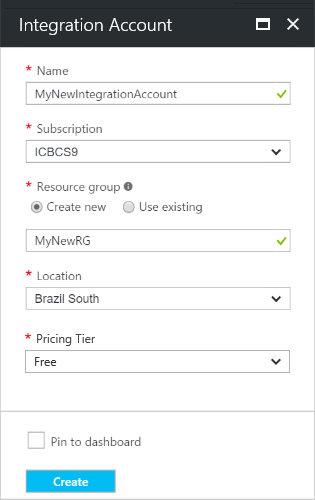 Integration Account
* Name
MyNewIntegrationAccount
* Subscription
ICBCS9
* Resource group
Create new Use existing
MyNewRG
* Location
Brazil South
* Pricing Tier
Free
Pin to dashboard
Create